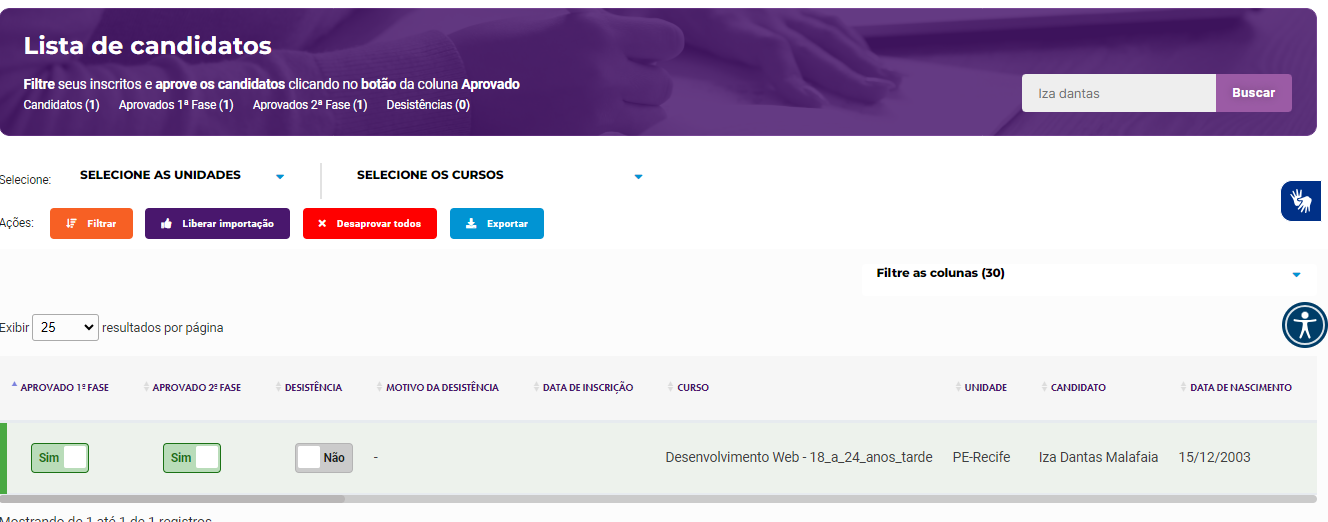 Lista de candidatos
Filtre seus inscritos e aprove os candidatos clicando no botão da coluna Aprovado
Candidatos (1) Aprovados 1ª Fase (1) Aprovados 2ª Fase (1) Desistências (0)
Iza dantas Buscar
Selecione: SELECIONE AS UNIDADES SELECIONE OS CURSOS
Ações: Filtrar Liberar importação Desaprovar todos Exportar
Filtre as colunas (30)
Exibir 25 resultados por página
APROVADO 1ª FASE APROVADO 2ª FASE DESISTÊNCIA MOTIVO DA DESISTÊNCIA DATA DE INSCRIÇÃO CURSO UNIDADE CANDIDATO DATA DE NASCIMENTO
Sim Sim Não - Desenvolvimento Web - 18_a_24_anos_tarde PE-Recife Iza Dantas Malafaia 15/12/2003
Mostrando de 1 até 1 de 1 registros